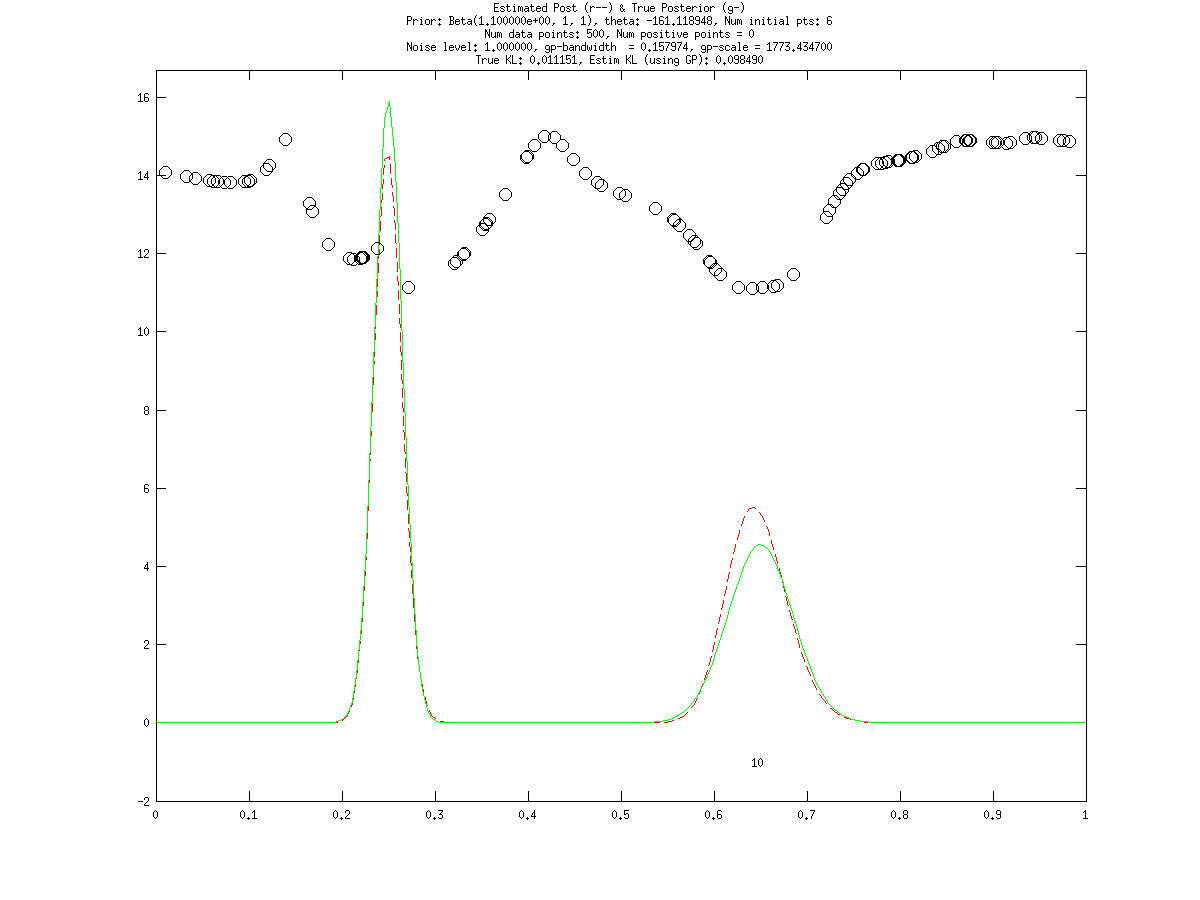 Estimated Post (r--) & True Posterior (g-)
Prior: Beta(1.100000e+00, 1, 1), theta: -161.118948, Num initial pts: 6
Num data points: 500, Num positive points = 0
Noise level: 1.000000, gp-bandwidth  = 0.157974, gp-scale = 1773.434700
True KL: 0.011151, Estim KL (using GP): 0.098490
16
14
12
10
8
6
4
2
0
10
-2
0 0.1 0.2 0.3 0.4 0.5 0.6 0.7 0.8 0.9 1